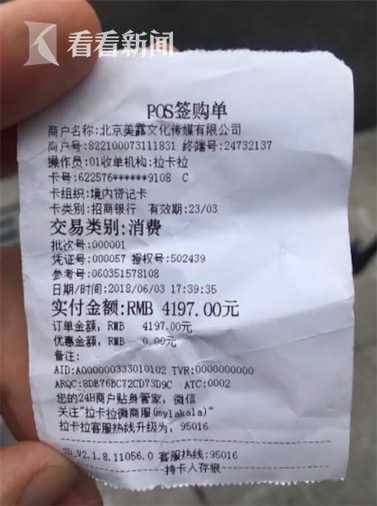 看看新闻
POS签购单
商户名称:北京美露文化传媒有限公司
商户号:822100073111831 终端号:24732137
操作员:01收单机构:拉卡拉
卡号:622576******9108 C
卡组织:境内贷记卡
卡类别:招商银行 有效期:23/03
交易类别:消费
批次号:000001
凭证号:000057 授权号:502439
参考号:060351578108
日期/时间:2018/06/03 17:39:35
实付金额:RMB 4197.00元
订单金额, RMB 4197.00元
优惠金额, RMB 0.00元
备注:
AID:A000000333010102 TVR:0000000000
ARQC:8DB76BC72CD73D9C ATC:0002
您的24H商户贴身管家, 微信
关注"拉卡拉微商服(mylakala)"
拉卡拉客服热线升级为, 95016
V2.1.8.11056.0 客服热线:95016
持卡人存根